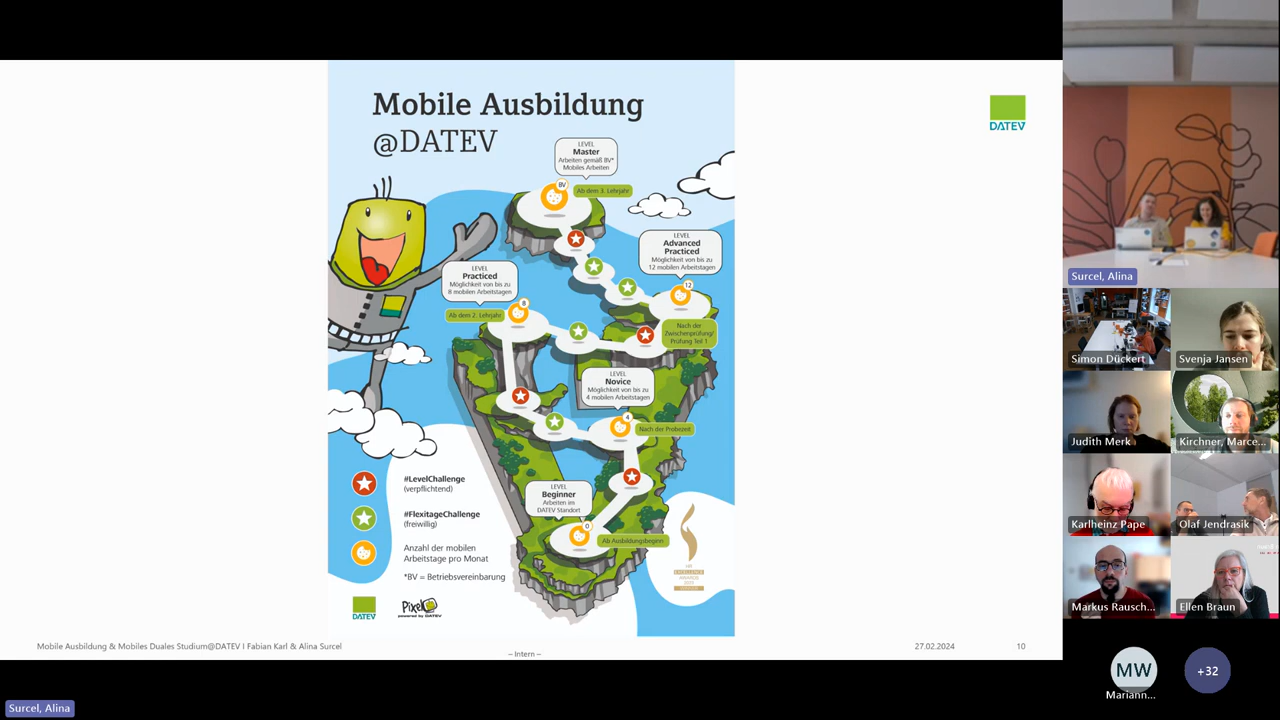 Mobile Ausbildung
@DATEV
DATEV
LEVEL
Master
Arbeiten gemäß BV*
Mobiles Arbeiten
BV
Ab dem 3. Lehrjahr
LEVEL
Advanced
Practiced
Möglichkeit von bis zu
12 mobilen Arbeitstagen
12
LEVEL
Practiced
Möglichkeit von bis zu
8 mobilen Arbeitstagen
8
Ab dem 2. Lehrjahr
Nach der
Zwischenprüfung/
Prüfung Teil 1
LEVEL
Novice
Möglichkeit von bis zu
4 mobilen Arbeitstagen
4
Nach der Probezeit
LEVEL
Beginner
Arbeiten im
DATEV Standort
0
Ab Ausbildungsbeginn
#LevelChallenge
(verpflichtend)
#FlexitageChallenge
(freiwillig)
Anzahl der mobilen
Arbeitstage pro Monat
*BV = Betriebsvereinbarung
HR
EXCELLENCE
AWARDS
DATEV
Pixel
powered by DATEV
Mobile Ausbildung & Mobiles Duales Studium@DATEV I Fabian Karl & Alina Surcel
– Intern –
27.02.2024
10
Surcel, Alina
Simon Dückert
Svenja Jansen
Judith Merk
Kirchner, Marce...
Karlheinz Pape
Olaf Jendrasik
Markus Rausch...
Ellen Braun
MW
Mariann...
+32
Surcel, Alina